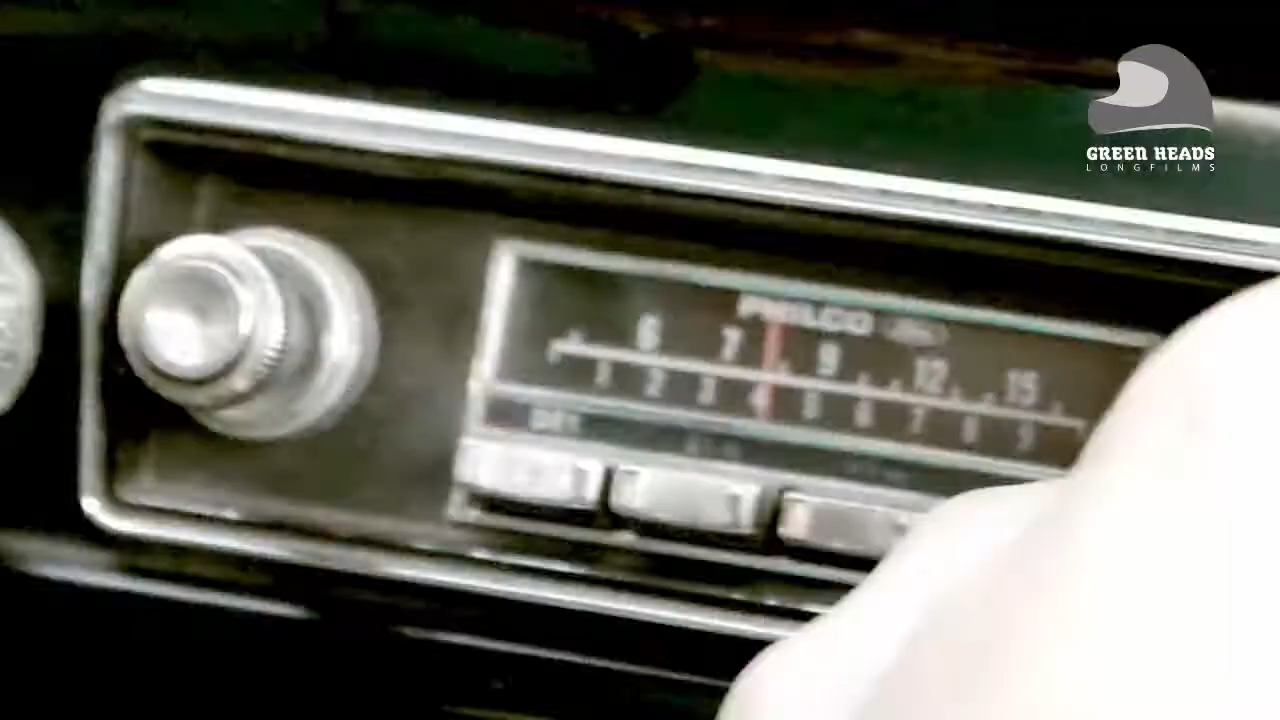 GREEN HEADS
LONGFILMS
PHILCO
6 7 9 12 15
1 2 3 4 5 6 7 8 9